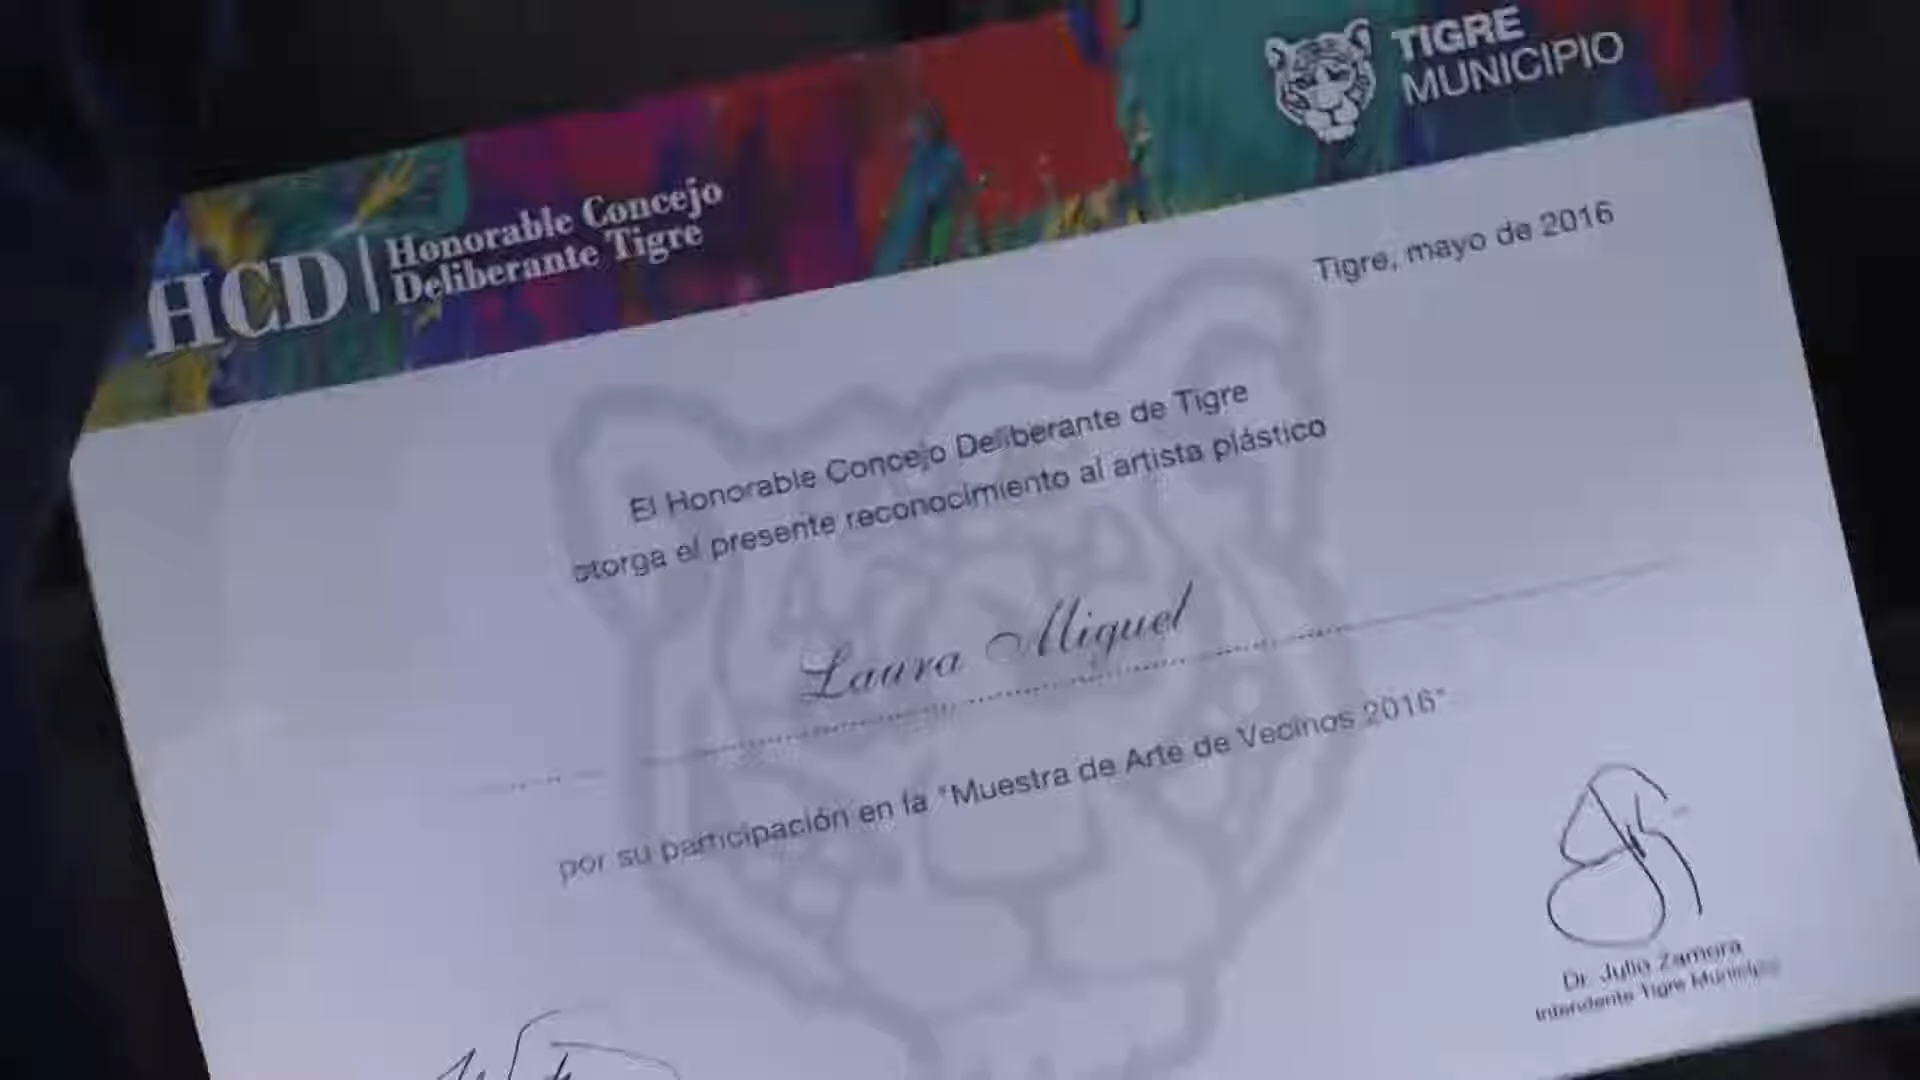 TIGRE
MUNICIPIO
HCD
Honorable Concejo
Deliberante Tigre
Tigre, mayo de 2016
El Honorable Concejo Deliberante de Tigre
otorga el presente reconocimiento al artista plástico
Laura Miguel
por su participación en la "Muestra de Arte de Vecinos 2016"
Dr. Julio Zamora
Intendente Tigre Municipio